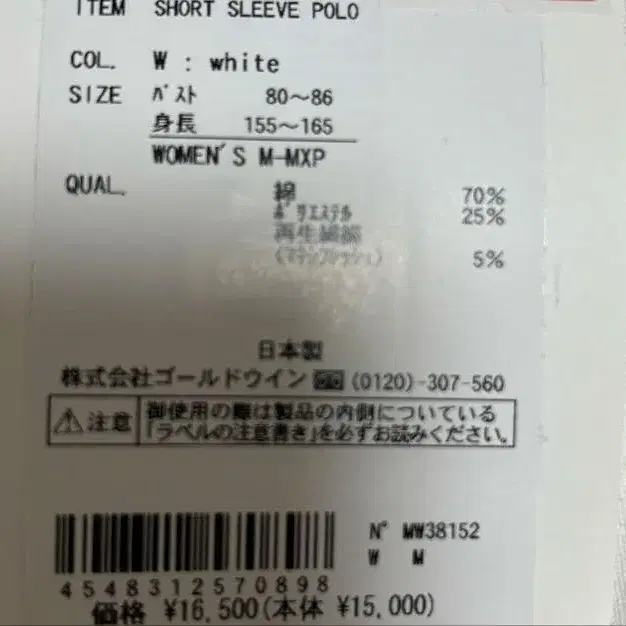 ITEM SHORT SLEEVE POLO
COL. W : white
SIZE バスト 80～86
身長 155～165
WOMEN'S M-MXP
QUAL. 綿 70%
ポリエステル 25%
再生繊維
5%
日本製
株式会社ゴールドウイン (0120)-307-560
注意 御使用の際は製品の内側についている
「ラベルの注意書き」を必ずお読みください。
N° MW38152
W M
4548312570898
価格 ¥16,500(本体 ¥15,000)